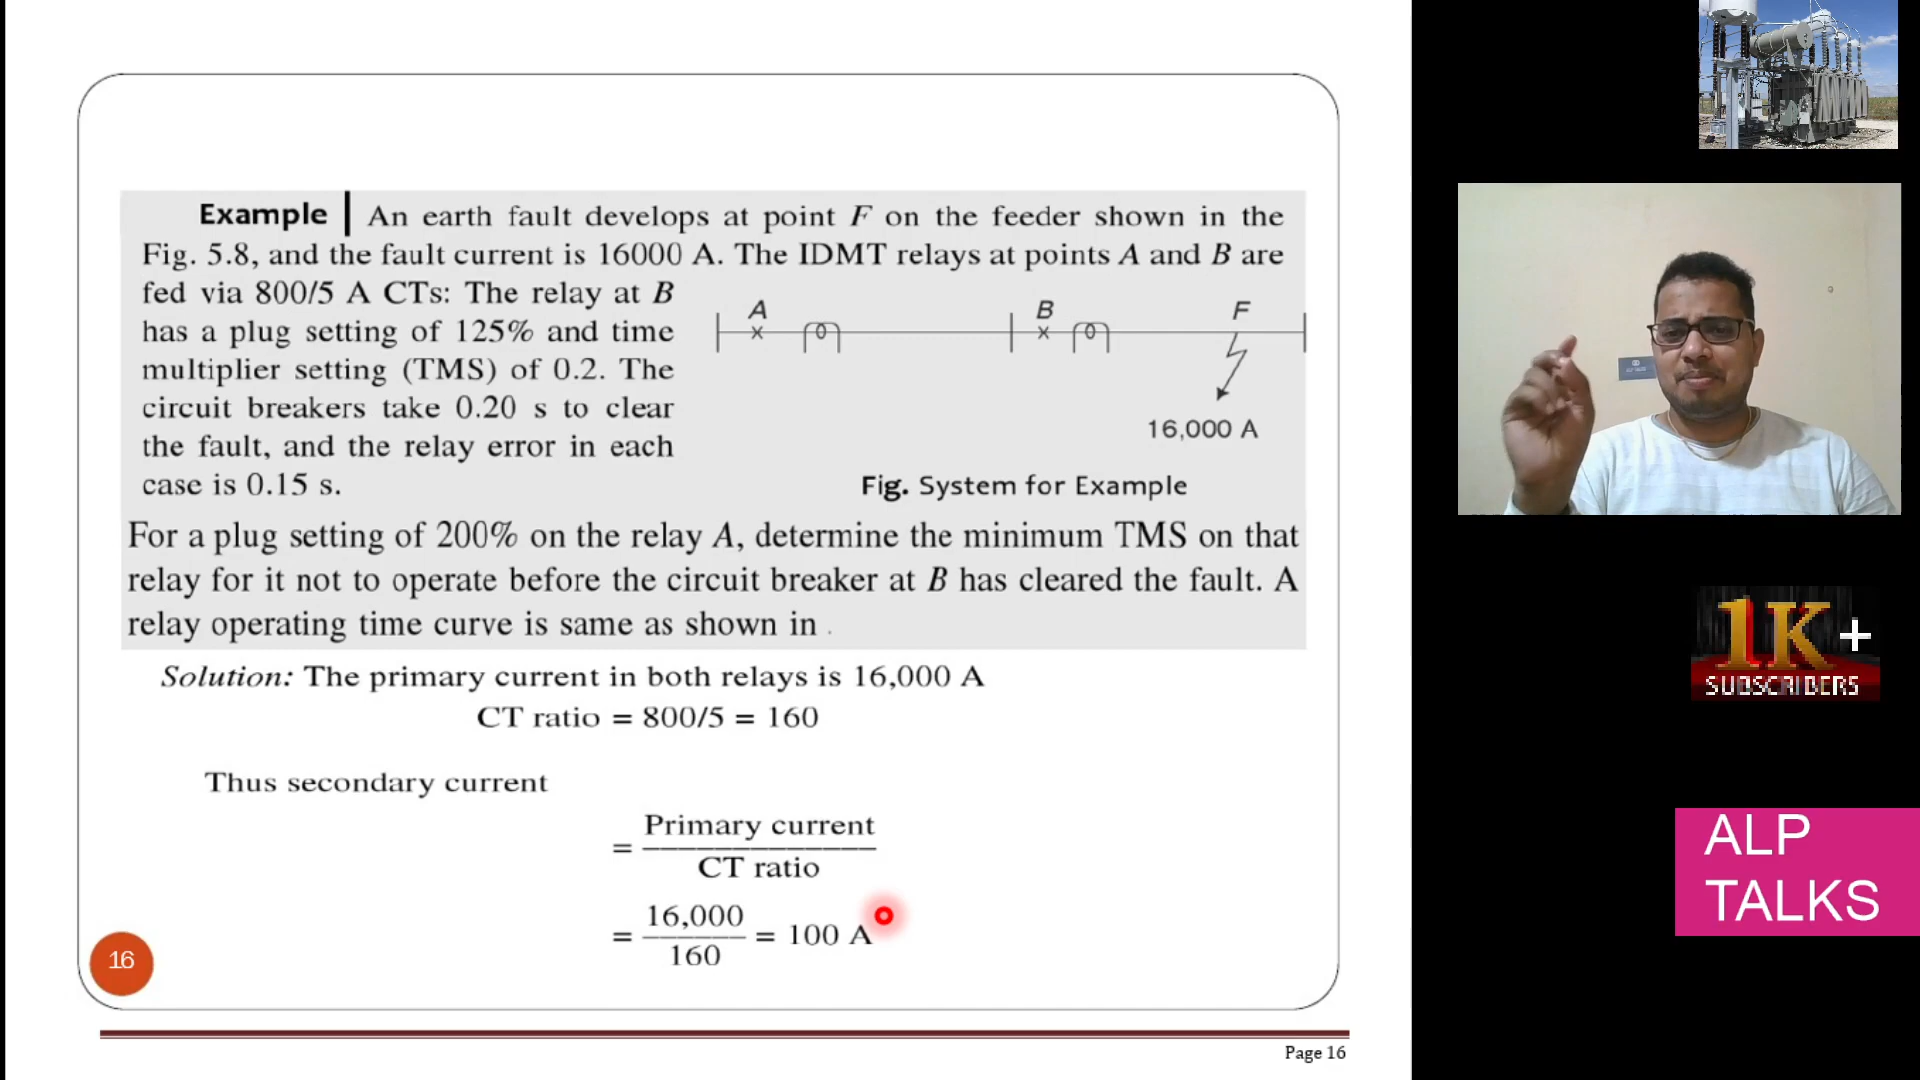 Example | An earth fault develops at point F on the feeder shown in the
Fig. 5.8, and the fault current is 16000 A. The IDMT relays at points A and B are
fed via 800/5 A CTs: The relay at B
has a plug setting of 125% and time
multiplier setting (TMS) of 0.2. The
circuit breakers take 0.20 s to clear
the fault, and the relay error in each
case is 0.15 s.
A
B
F
16,000 A
Fig. System for Example
For a plug setting of 200% on the relay A, determine the minimum TMS on that
relay for it not to operate before the circuit breaker at B has cleared the fault. A
relay operating time curve is same as shown in .
Solution: The primary current in both relays is 16,000 A
CT ratio = 800/5 = 160
Thus secondary current
= Primary current
CT ratio
= 16,000
160
= 100 A
16
Page 16
1K+
SUBSCRIBERS
ALP
TALKS